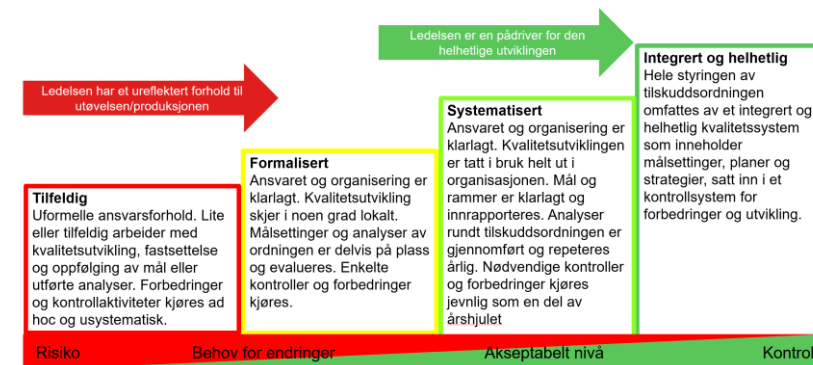 Ledelsen er en pådriver for den
helhetlige utviklingen
Ledelsen har et ureflektert forhold til
utøvelsen/produksjonen
Tilfeldig
Uformelle ansvarsforhold. Lite
eller tilfeldig arbeider med
kvalitetsutvikling, fastsettelse
og oppfølging av mål eller
utførte analyser. Forbedringer
og kontrollaktiviteter kjøres ad
hoc og usystematisk.
Formalisert
Ansvaret og organisering er
klarlagt. Kvalitetsutvikling
skjer i noen grad lokalt.
Målsettinger og analyser av
ordningen er delvis på plass
og evalueres. Enkelte
kontroller og forbedringer
kjøres.
Systematisert
Ansvaret og organisering er
klarlagt. Kvalitetsutviklingen
er tatt i bruk helt ut i
organisasjonen. Mål og
rammer er klarlagt og
innrapporteres. Analyser
rundt tilskuddsordningen er
gjennomført og repeteres
årlig. Nødvendige kontroller
og forbedringer kjøres
jevnlig som en del av
årshjulet
Integrert og helhetlig
Hele styringen av
tilskuddsordningen
omfattes av et integrert og
helhetlig kvalitetssystem
som inneholder
målsettinger, planer og
strategier, satt inn i et
kontrollsystem for
forbedringer og utvikling.
Risiko Behov for endringer Akseptabelt nivå Kontrol